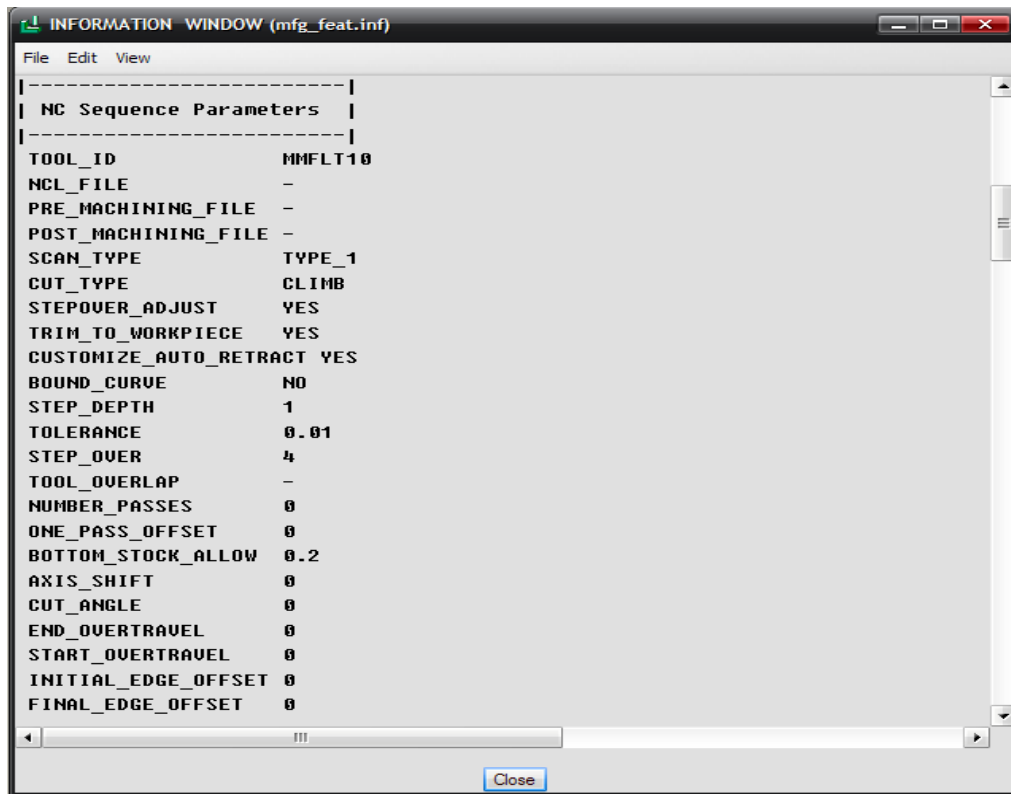 INFORMATION WINDOW (mfg_feat.inf)
File Edit View
|-------------------------|
| NC Sequence Parameters |
|-------------------------|
TOOL_ID MMFLT10
NCL_FILE -
PRE_MACHINING_FILE -
POST_MACHINING_FILE -
SCAN_TYPE TYPE_1
CUT_TYPE CLIMB
STEPOVER_ADJUST YES
TRIM_TO_WORKPIECE YES
CUSTOMIZE_AUTO_RETRACT YES
BOUND_CURVE NO
STEP_DEPTH 1
TOLERANCE 0.01
STEP_OVER 4
TOOL_OVERLAP -
NUMBER_PASSES 0
ONE_PASS_OFFSET 0
BOTTOM_STOCK_ALLOW 0.2
AXIS_SHIFT 0
CUT_ANGLE 0
END_OVERTRAVEL 0
START_OVERTRAVEL 0
INITIAL_EDGE_OFFSET 0
FINAL_EDGE_OFFSET 0
Close